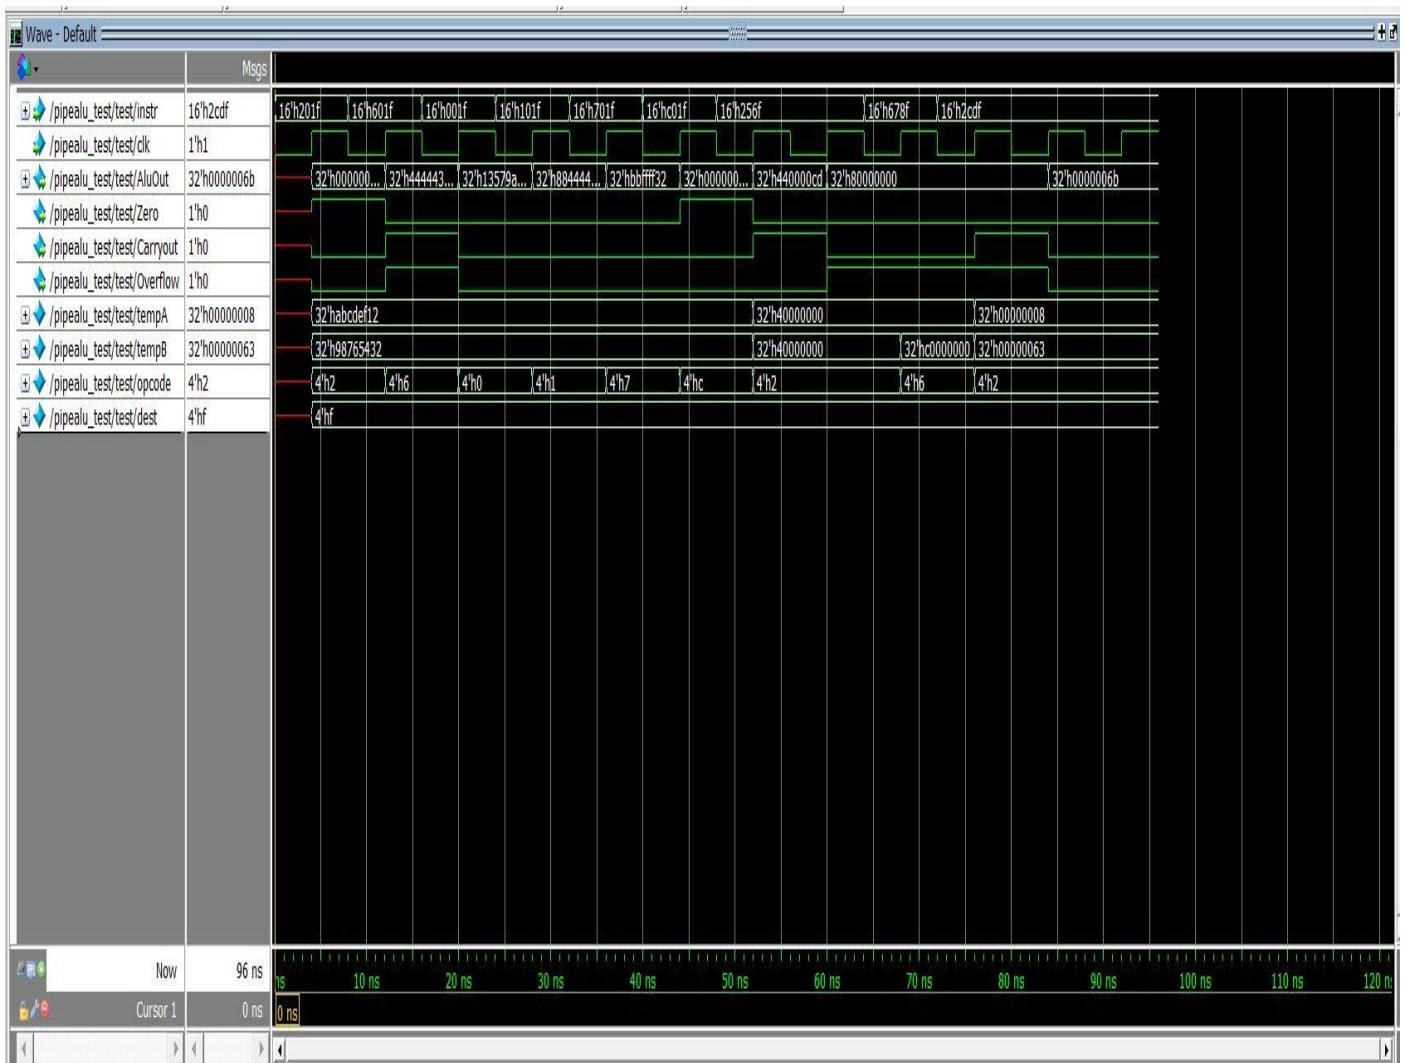 Wave - Default
Msgs
/pipealu_test/test/instr 16'h2cdf 16'h201f 16'h601f 16'h001f 16'h101f 16'h701f 16'hc01f 16'h256f 16'h678f 16'h2cdf
/pipealu_test/test/clk 1'h1
/pipealu_test/test/AluOut 32'h0000006b 32'h000000... 32'h444443... 32'h13579a... 32'h884444... 32'hbbffff32 32'h000000... 32'h440000cd 32'h80000000 32'h0000006b
/pipealu_test/test/Zero 1'h0
/pipealu_test/test/Carryout 1'h0
/pipealu_test/test/Overflow 1'h0
/pipealu_test/test/tempA 32'h00000008 32'habcdef12 32'h40000000 32'h00000008
/pipealu_test/test/tempB 32'h00000063 32'h98765432 32'h40000000 32'hc0000000 32'h00000063
/pipealu_test/test/opcode 4'h2 4'h2 4'h6 4'h0 4'h1 4'h7 4'hc 4'h2 4'h6 4'h2
/pipealu_test/test/dest 4'hf 4'hf
Now 96 ns ns 10 ns 20 ns 30 ns 40 ns 50 ns 60 ns 70 ns 80 ns 90 ns 100 ns 110 ns 120 n
Cursor 1 0 ns 0 ns